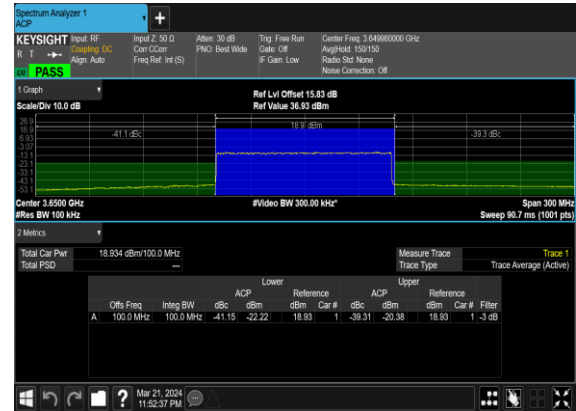 Spectrum Analyzer 1
ACP
KEYSIGHT Input: RF Input Z: 50 Ω Atten: 30 dB Trig: Free Run Center Freq: 3.649980000 GHz
R T Coupling: DC Corr CCorr PNO: Best Wide Gate: Off Avg|Hold: 150/150
Align: Auto Freq Ref: Int (S) IF Gain: Low Radio Std: None
PASS Noise Correction: Off
1 Graph Ref Lvl Offset 15.83 dB
Scale/Div 10.0 dB Ref Value 36.93 dBm
26.9
16.9 18.9 dBm
6.93 -41.1 dBc -39.3 dBc
-3.07
-13.1
-23.1
-33.1
-43.1
-53.1
Center 3.6500 GHz #Video BW 300.00 kHz* Span 300 MHz
#Res BW 100 kHz Sweep 90.7 ms (1001 pts)
2 Metrics
Total Car Pwr 18.934 dBm/100.0 MHz Measure Trace Trace 1
Total PSD --- Trace Type Trace Average (Active)
Lower Upper
ACP Reference ACP Reference
Offs Freq Integ BW dBc dBm dBm Car # dBc dBm dBm Car # Filter
A 100.0 MHz 100.0 MHz -41.15 -22.22 18.93 1 -39.31 -20.38 18.93 1 -3 dB
Mar 21, 2024
11:52:37 PM